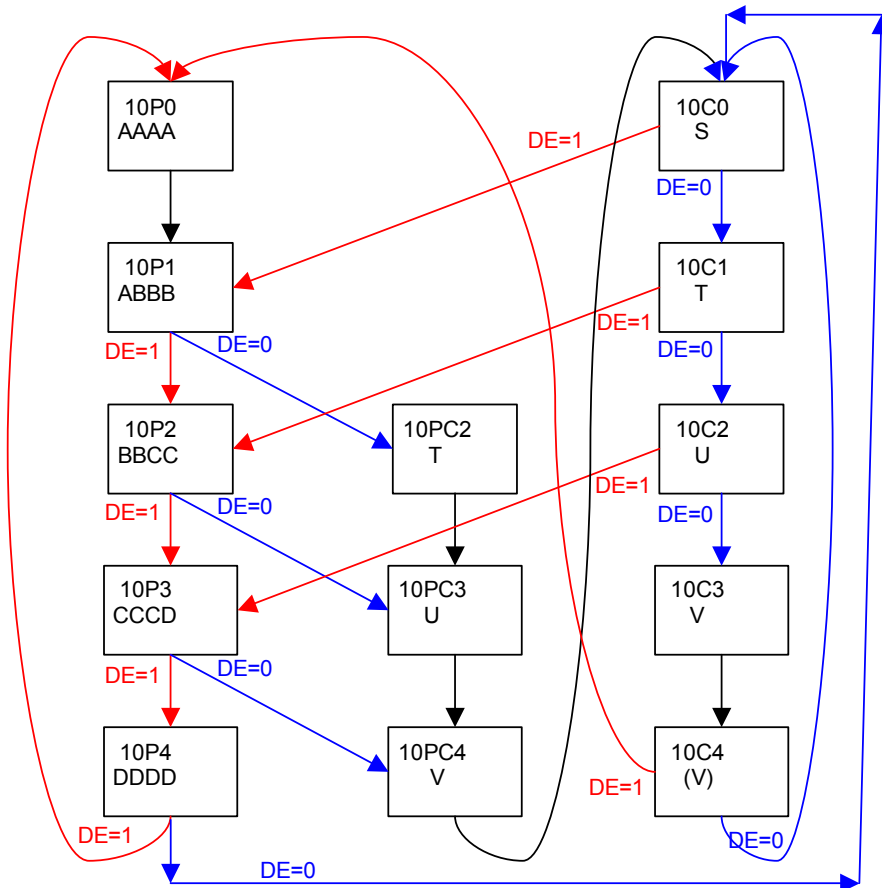 10P0
AAAA
10C0
S
DE=1
DE=0
10P1
ABBB
10C1
T
DE=1
DE=0
DE=1
DE=0
10P2
BBCC
10PC2
T
10C2
U
DE=1
DE=0
DE=1
DE=0
10P3
CCCD
10PC3
U
10C3
V
DE=1
DE=0
10P4
DDDD
10PC4
V
10C4
(V)
DE=1
DE=1
DE=0
DE=0